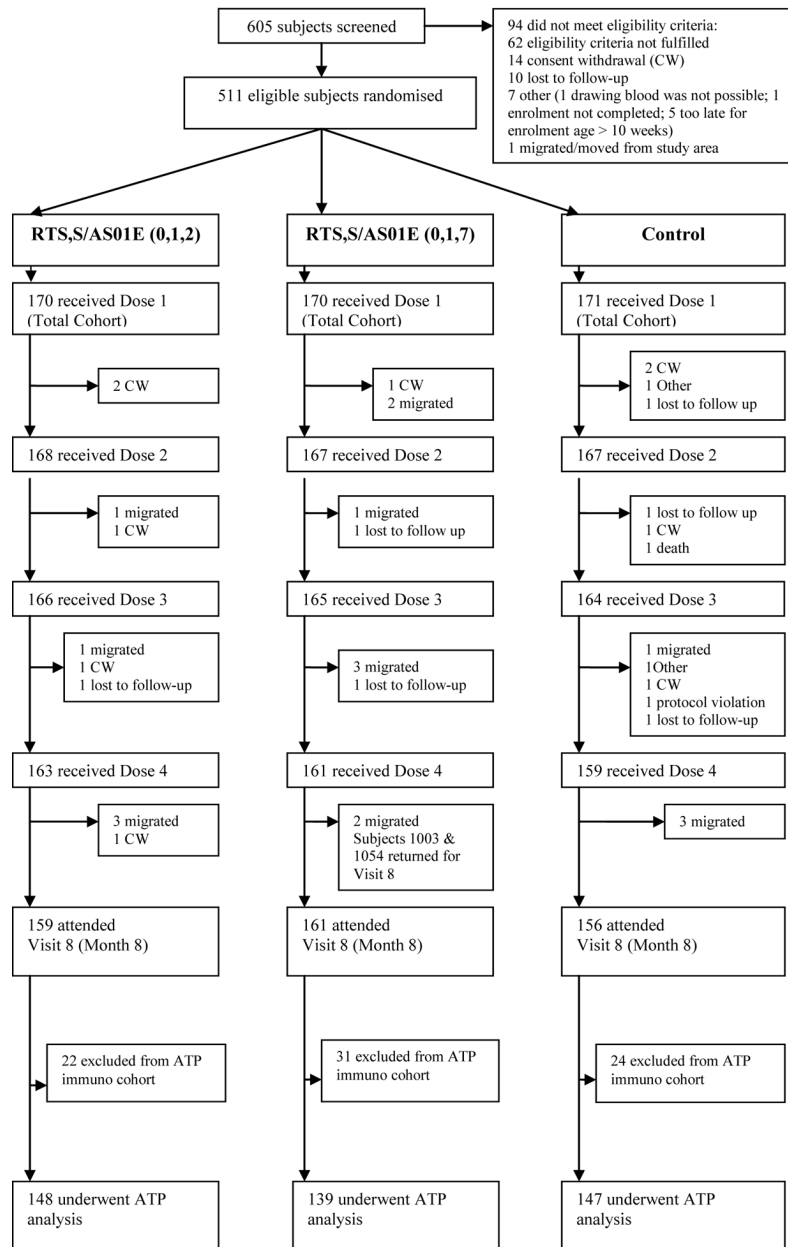 605 subjects screened
94 did not meet eligibility criteria:
62 eligibility criteria not fulfilled
14 consent withdrawal (CW)
10 lost to follow-up
7 other (1 drawing blood was not possible; 1
enrolment not completed; 5 too late for
enrolment age > 10 weeks)
1 migrated/moved from study area
511 eligible subjects randomised
RTS,S/AS01E (0,1,2)
RTS,S/AS01E (0,1,7)
Control
170 received Dose 1
(Total Cohort)
170 received Dose 1
(Total Cohort)
171 received Dose 1
(Total Cohort)
2 CW
1 CW
2 migrated
2 CW
1 Other
1 lost to follow up
168 received Dose 2
167 received Dose 2
167 received Dose 2
1 migrated
1 CW
1 migrated
1 lost to follow up
1 lost to follow up
1 CW
1 death
166 received Dose 3
165 received Dose 3
164 received Dose 3
1 migrated
1 CW
1 lost to follow-up
3 migrated
1 lost to follow-up
1 migrated
1Other
1 CW
1 protocol violation
1 lost to follow-up
163 received Dose 4
161 received Dose 4
159 received Dose 4
3 migrated
1 CW
2 migrated
Subjects 1003 &
1054 returned for
Visit 8
3 migrated
159 attended
Visit 8 (Month 8)
161 attended
Visit 8 (Month 8)
156 attended
Visit 8 (Month 8)
22 excluded from ATP
immuno cohort
31 excluded from ATP
immuno cohort
24 excluded from ATP
immuno cohort
148 underwent ATP
analysis
139 underwent ATP
analysis
147 underwent ATP
analysis